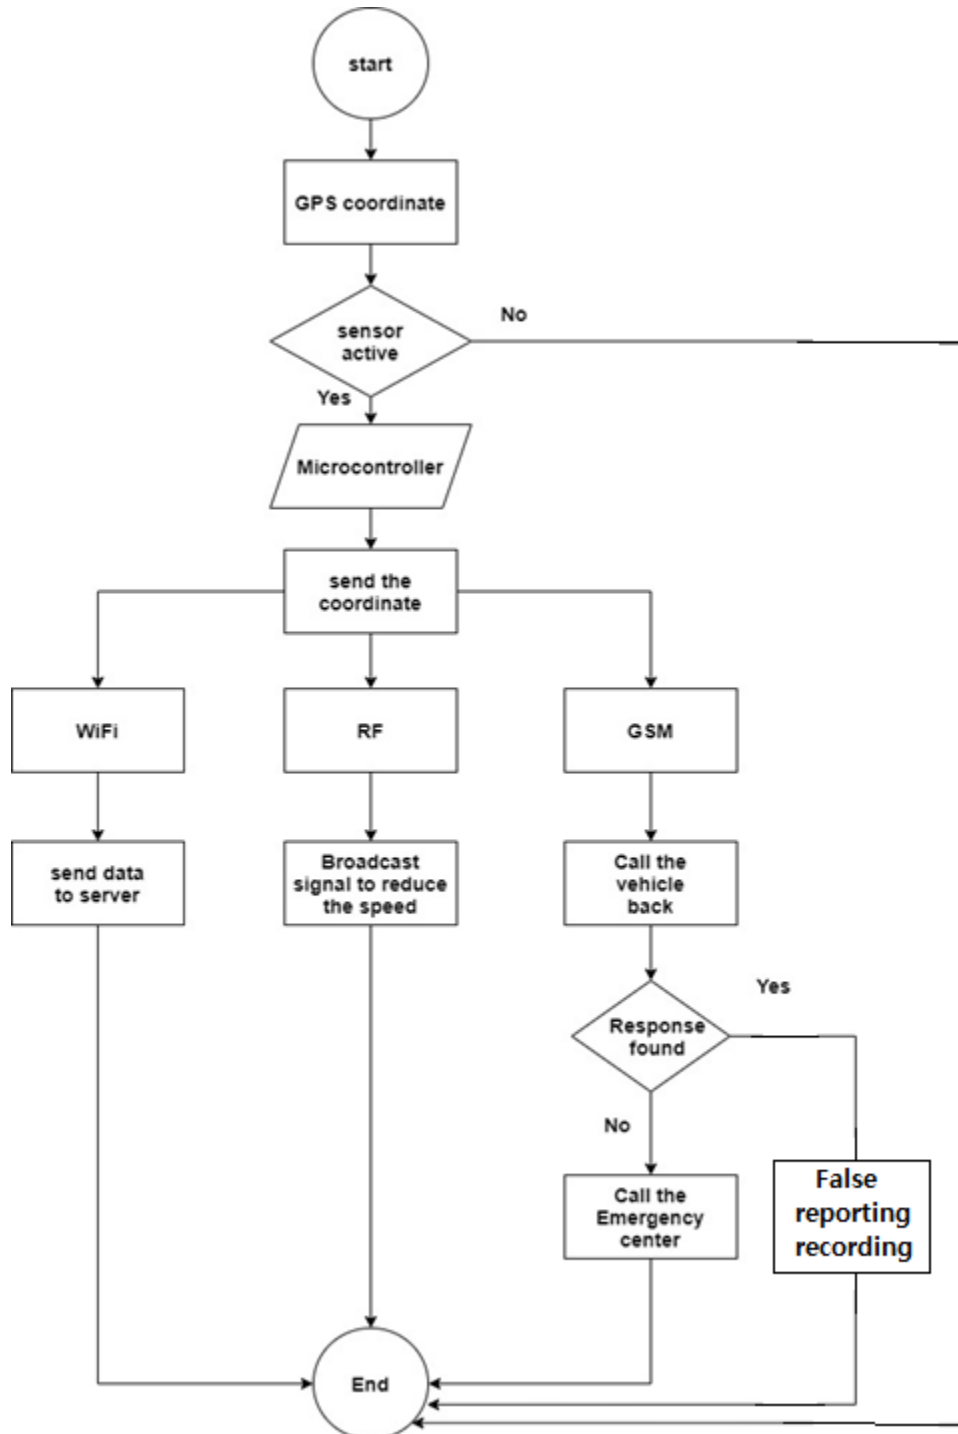 start
GPS coordinate
sensor
active
No
Yes
Microcontroller
send the
coordinate
WiFi
RF
GSM
send data
to server
Broadcast
signal to reduce
the speed
Call the
vehicle
back
Response
found
Yes
No
Call the
Emergency
center
False
reporting
recording
End